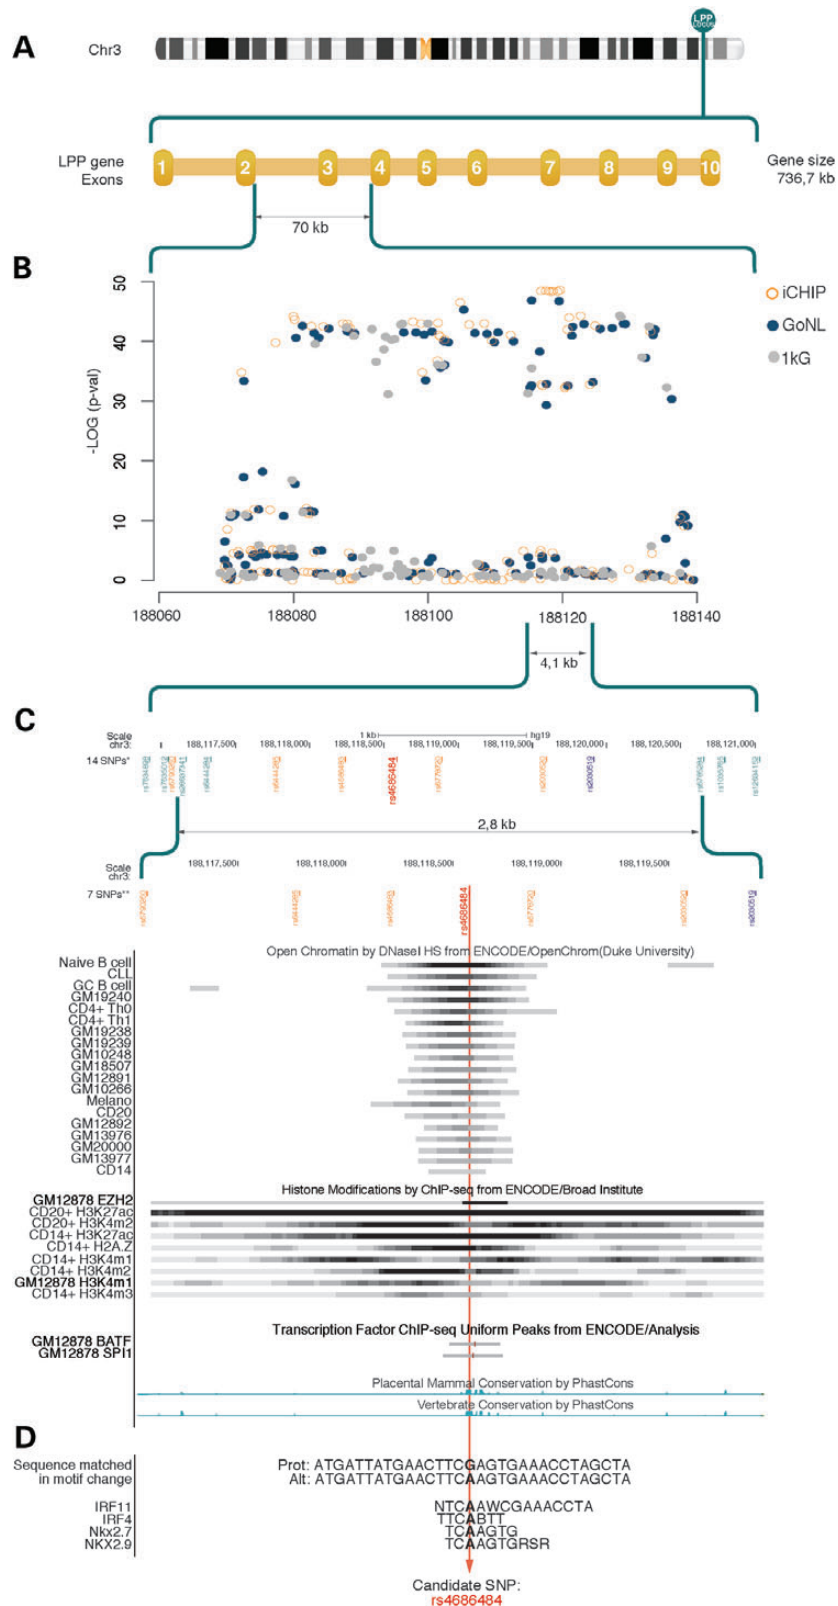 A
Chr3
LPP
LOCUS
LPP gene
Exons
1 2 3 4 5 6 7 8 9 10
Gene size
736,7 kb
70 kb
B
iCHIP
GoNL
1kG
-LOG (p-val)
50
40
30
20
10
0
188060 188080 188100 188120 188140
4,1 kb
C
Scale
chr3:
1 kb hg19
188,117,500 188,118,000 188,118,500 188,119,000 188,119,500 188,120,000 188,120,500 188,121,000
14 SNPs*
rs4686484
2,8 kb
Scale
chr3:
188,117,500 188,118,000 188,118,500 188,119,000 188,119,500
7 SNPs**
rs4686484
Open Chromatin by DNaseI HS from ENCODE/OpenChrom(Duke University)
Naive B cell
CLL
GC B cell
GM19240
CD4+ Th0
CD4+ Th1
GM19238
GM19239
GM10248
GM18507
GM12891
GM10266
Melano
CD20
GM12892
GM13976
GM20000
GM13977
CD14
Histone Modifications by ChIP-seq from ENCODE/Broad Institute
GM12878 EZH2
CD20+ H3K27ac
CD20+ H3K4m2
CD14+ H3K27ac
CD14+ H2A.Z
CD14+ H3K4m1
CD14+ H3K4m2
GM12878 H3K4m1
CD14+ H3K4m3
Transcription Factor ChIP-seq Uniform Peaks from ENCODE/Analysis
GM12878 BATF
GM12878 SPI1
Placental Mammal Conservation by PhastCons
Vertebrate Conservation by PhastCons
D
Sequence matched
in motif change
Prot: ATGATTATGAACTTCGAGTGAAACCTAGCTA
Alt: ATGATTATGAACTTCAAGTGAAACCTAGCTA
IRF11 NTCAAWCGAAACCTA
IRF4 TTCABTT
Nkx2.7 TCAAGTG
NKX2.9 TCAAGTGRSR
Candidate SNP:
rs4686484